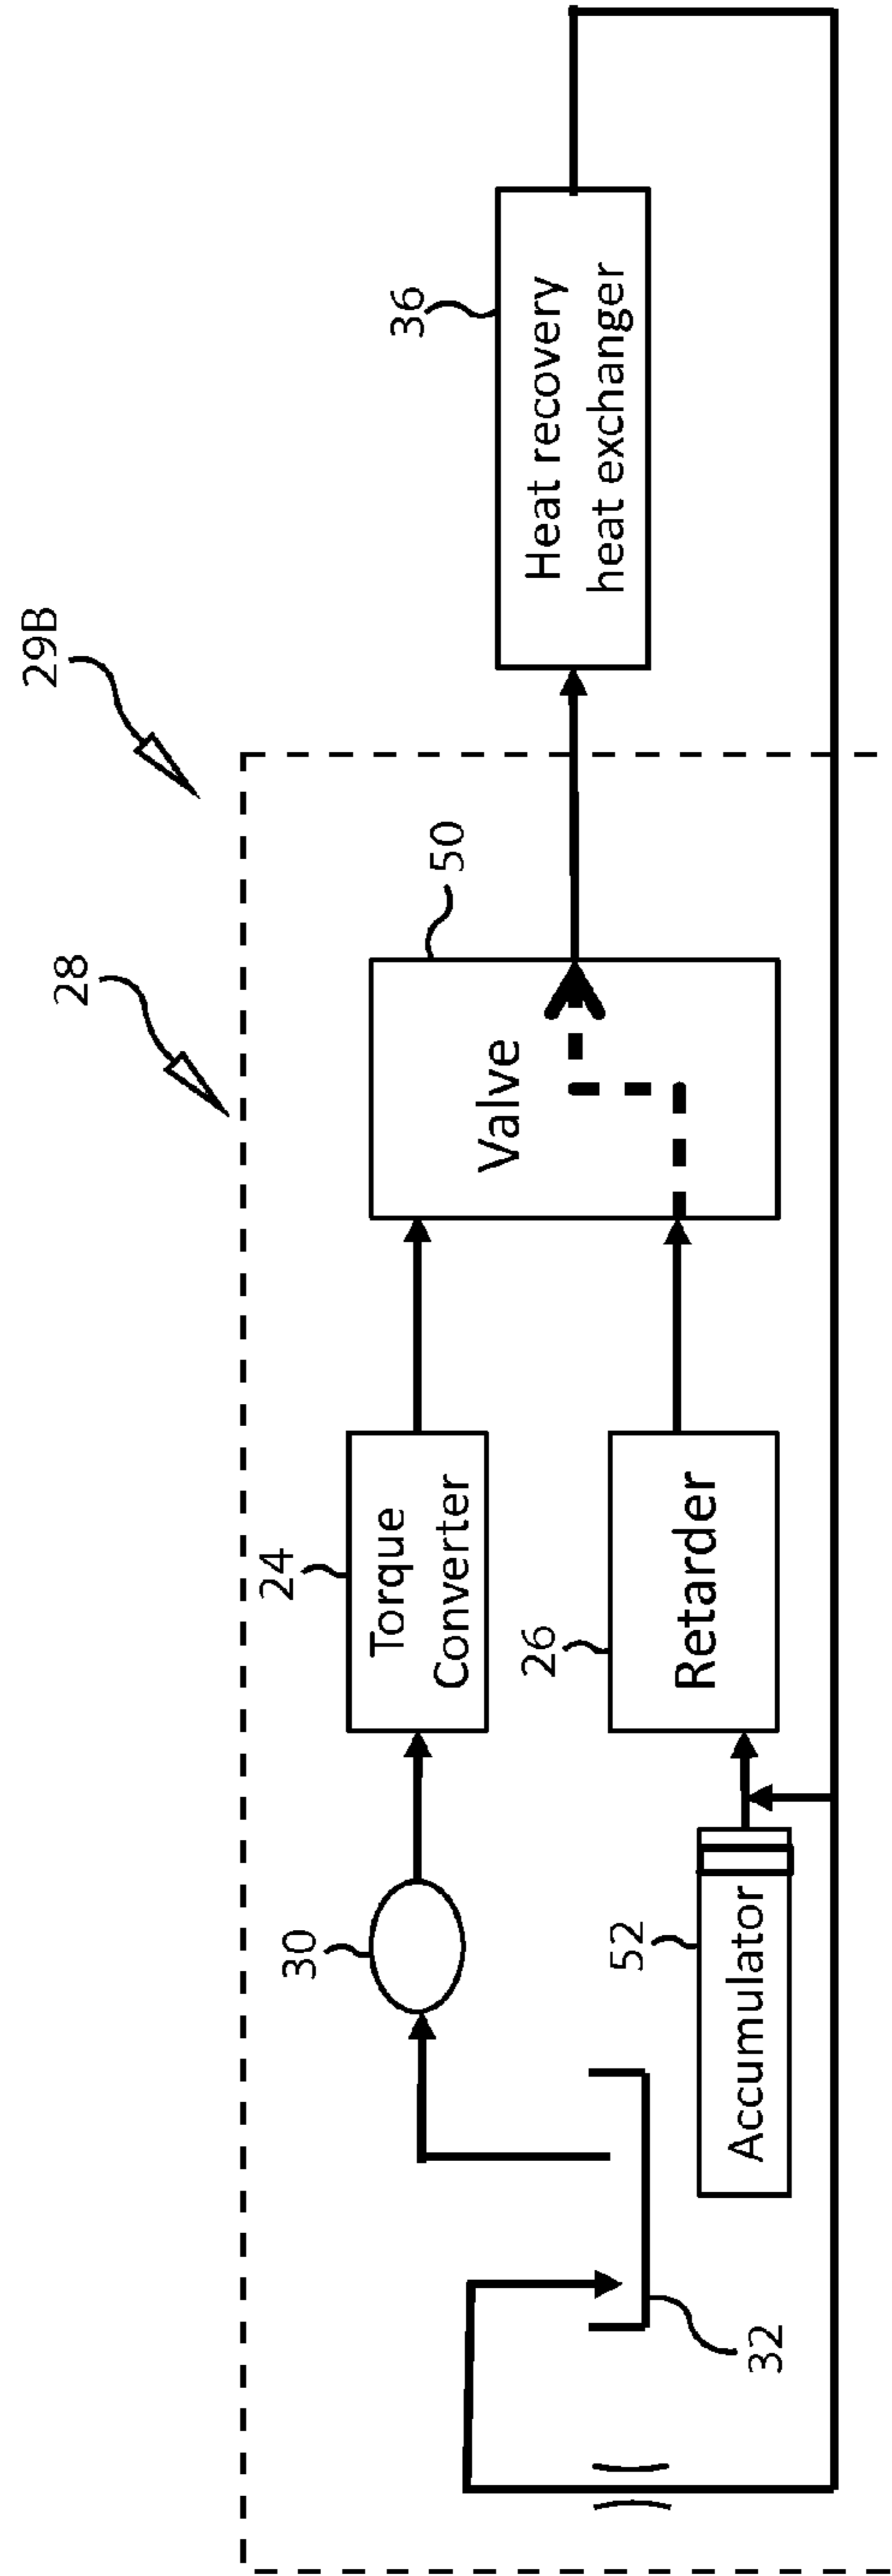 29B
28
36
Heat recovery
heat exchanger
50
Valve
24
Torque
Converter
26
Retarder
30
52
Accumulator
32